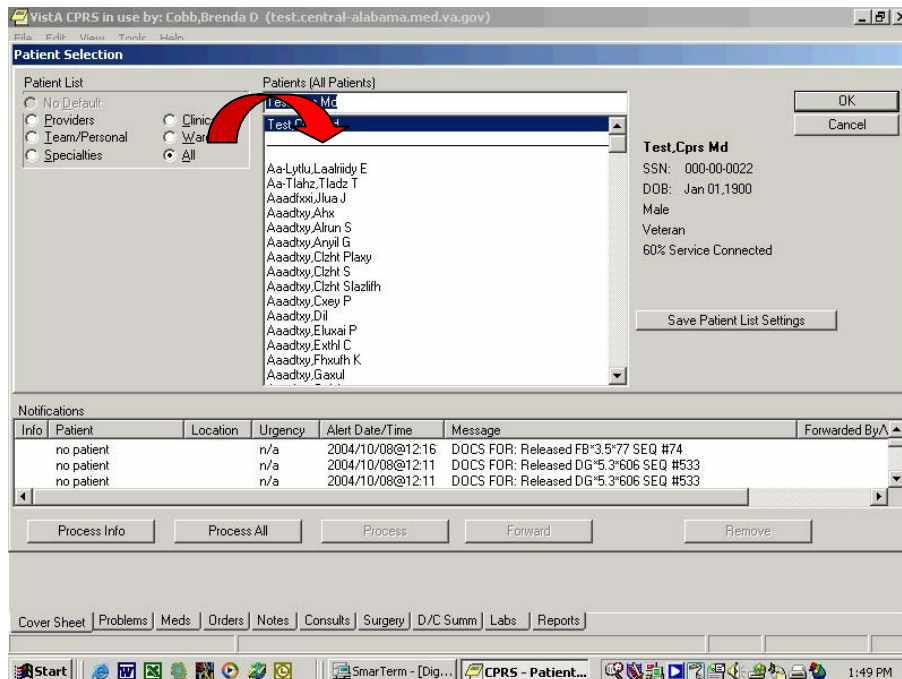 VistA CPRS in use by: Cobb,Brenda D (test.central-alabama.med.va.gov)
File Edit View Tools Help
Patient Selection
Patient List
Patients (All Patients)
No Default
OK
Providers
Cancel
Team/Personal
Specialties
All
Test,Cprs Md
SSN: 000-00-0022
DOB: Jan 01,1900
Male
Veteran
60% Service Connected
Aa-Lytlu,Laalriidy E
Aa-Tlahz,Tladz T
Aaadfxxi,Jlua J
Aaadtxy,Ahx
Aaadtxy,Alrun S
Aaadtxy,Anyil G
Aaadtxy,Clzht Plaxy
Aaadtxy,Clzht S
Aaadtxy,Clzht Slazlifh
Aaadtxy,Cxey P
Aaadtxy,Dil
Aaadtxy,Eluxai P
Aaadtxy,Exthl C
Aaadtxy,Fhxufh K
Aaadtxy,Gaxul
Save Patient List Settings
Notifications
Info Patient Location Urgency Alert Date/Time Message Forwarded By/
no patient n/a 2004/10/08@12:16 DOCS FOR: Released FB*3.5*77 SEQ #74
no patient n/a 2004/10/08@12:11 DOCS FOR: Released DG*5.3*606 SEQ #533
no patient n/a 2004/10/08@12:11 DOCS FOR: Released DG*5.3*606 SEQ #533
Process Info Process All Process Forward Remove
Cover Sheet Problems Meds Orders Notes Consults Surgery D/C Summ Labs Reports
Start SmarTerm - [Dig... CPRS - Patient... 1:49 PM